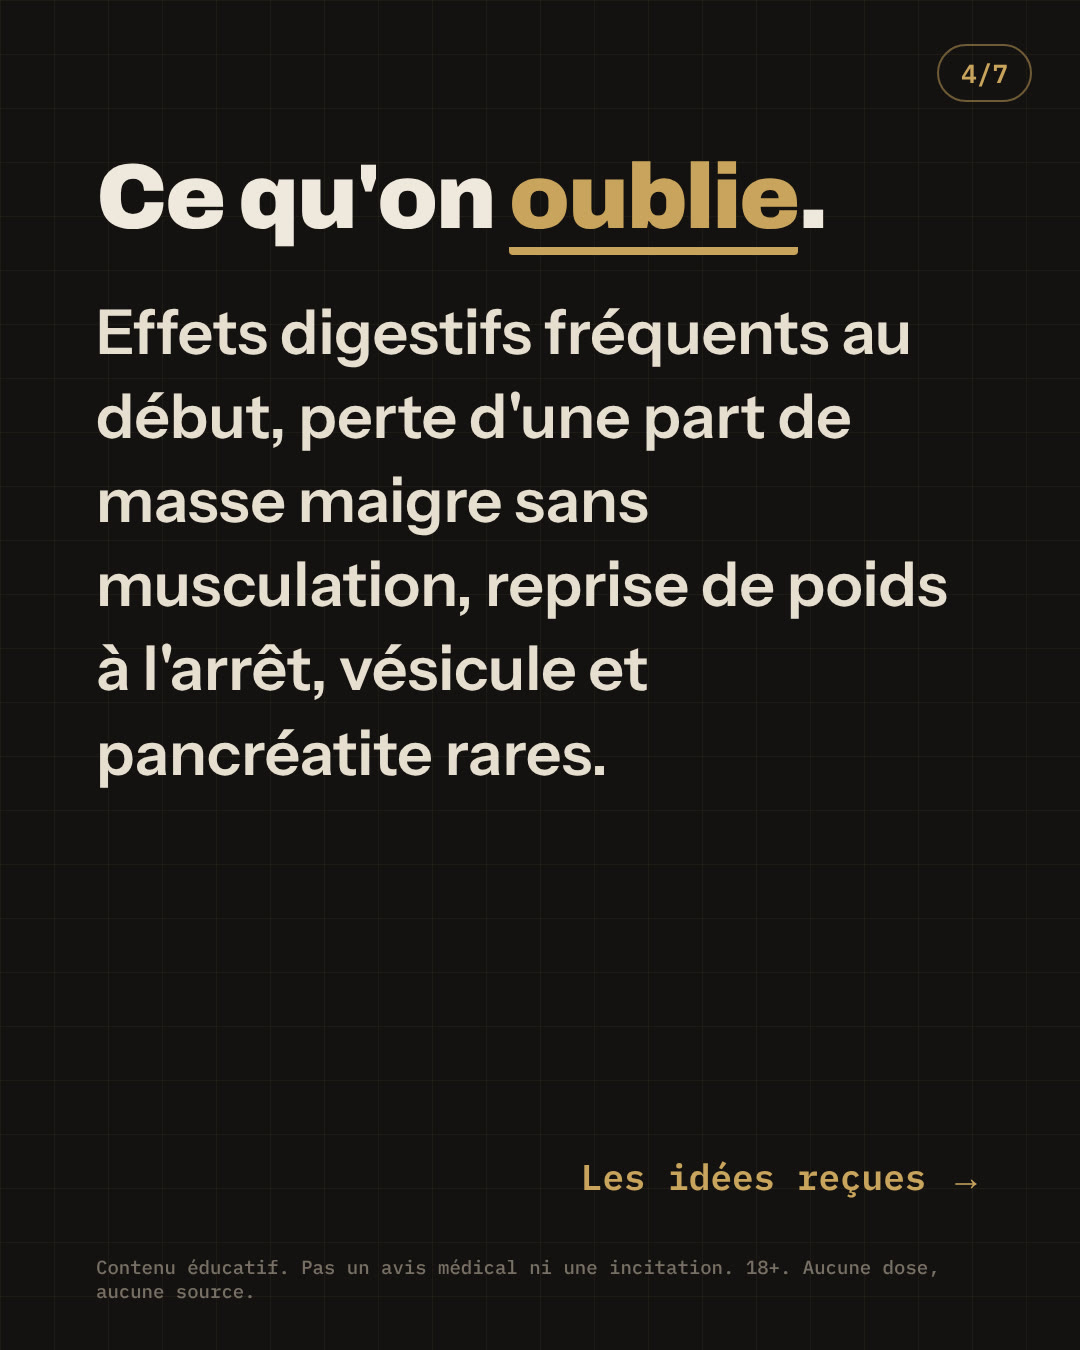 4/7
Ce qu'on oublie.
Effets digestifs fréquents au
début, perte d'une part de
masse maigre sans
musculation, reprise de poids
à l'arrêt, vésicule et
pancréatite rares.
Les idées reçues →
Contenu éducatif. Pas un avis médical ni une incitation. 18+. Aucune dose,
aucune source.